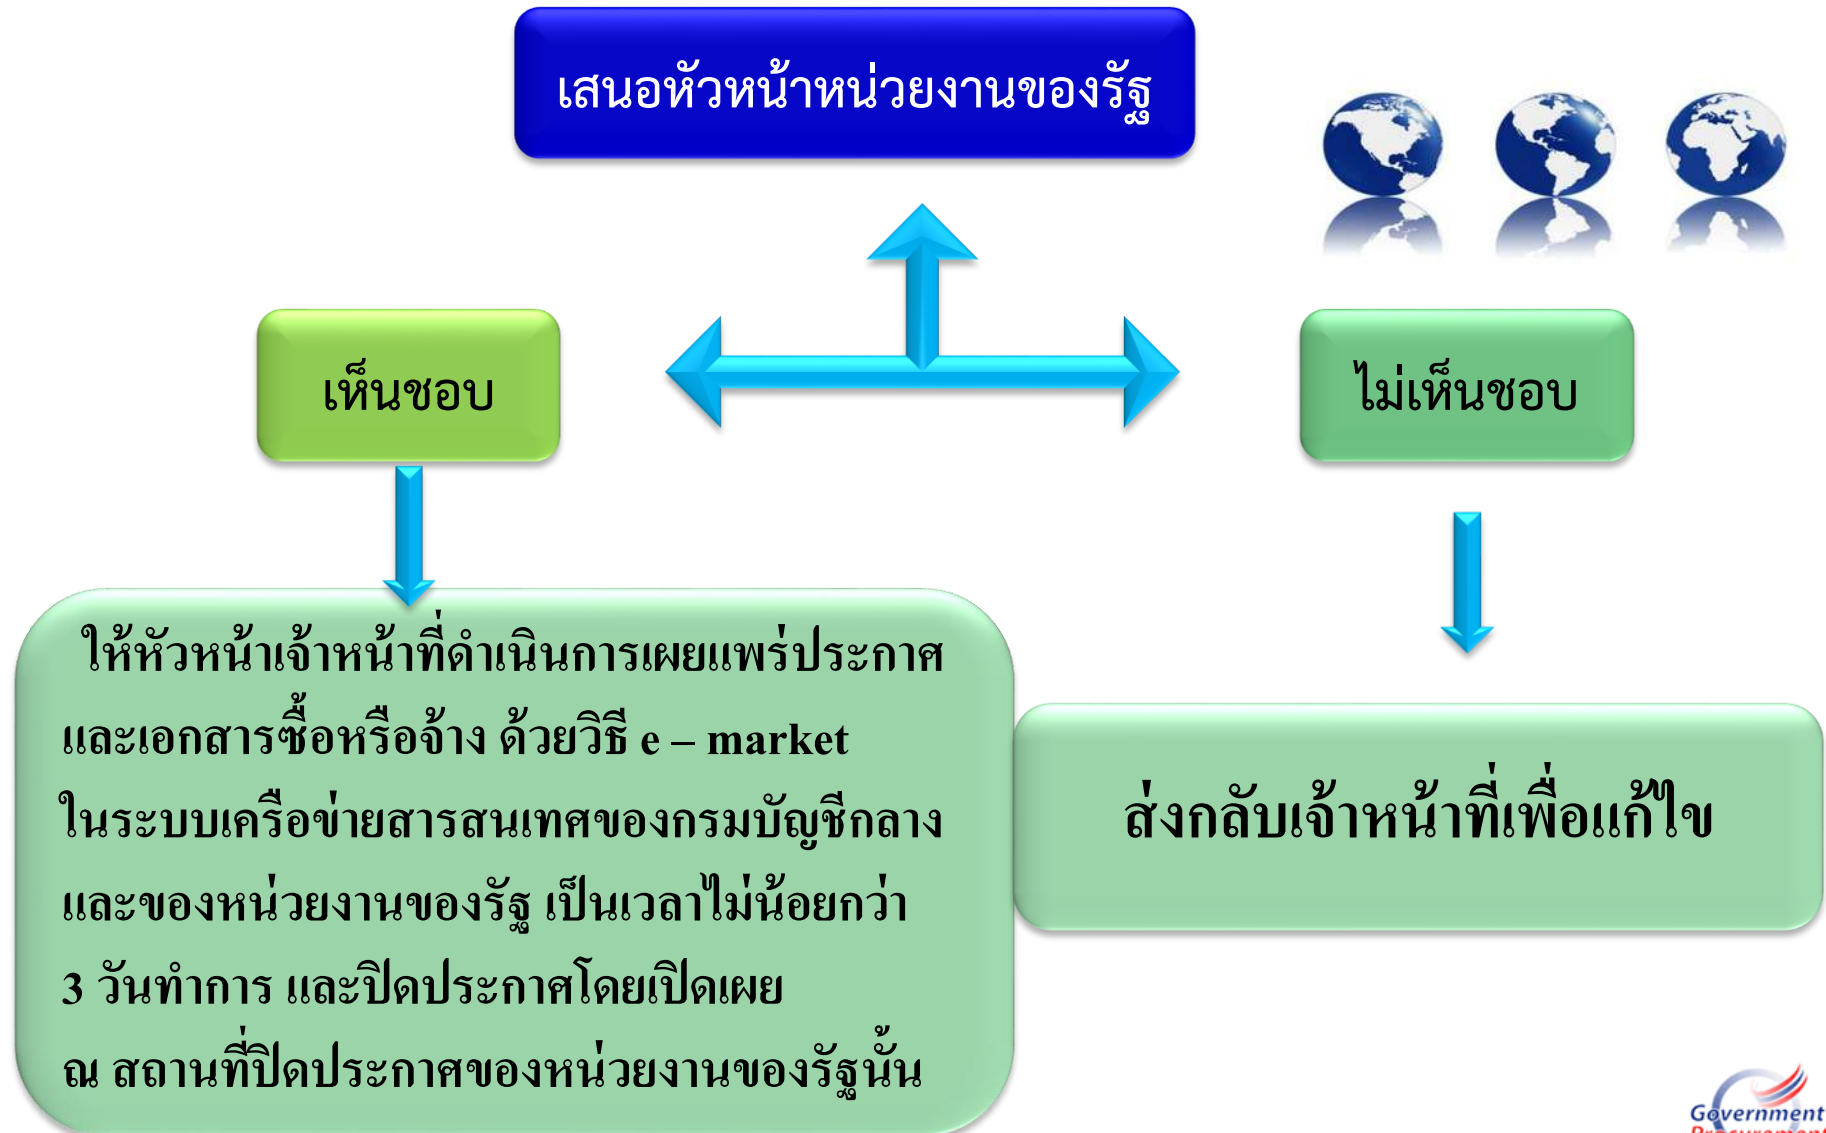 เสนอหัวหน้าหน่วยงานของรัฐ
เห็นชอบ
ไม่เห็นชอบ
ให้หัวหน้าเจ้าหน้าที่ดำเนินการเผยแพร่ประกาศ
และเอกสารซื้อหรือจ้าง ด้วยวิธี e – market
ในระบบเครือข่ายสารสนเทศของกรมบัญชีกลาง
และของหน่วยงานของรัฐ เป็นเวลาไม่น้อยกว่า
3 วันทำการ และปิดประกาศโดยเปิดเผย
ณ สถานที่ปิดประกาศของหน่วยงานของรัฐนั้น
ส่งกลับเจ้าหน้าที่เพื่อแก้ไข
Government
Procurement